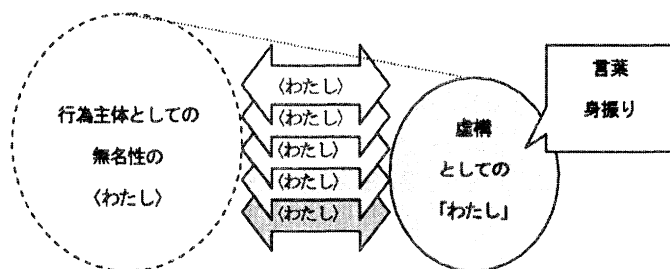 行為主体としての
無名性の
〈わたし〉
〈わたし〉
〈わたし〉
〈わたし〉
〈わたし〉
〈わたし〉
虚構
としての
「わたし」
言葉
身振り